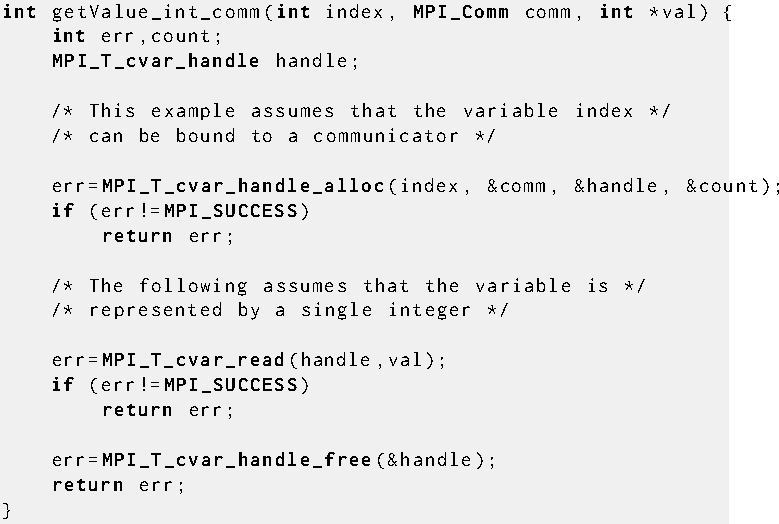 int getValue_int_comm(int index, MPI_Comm comm, int *val) {
    int err,count;
    MPI_T_cvar_handle handle;

    /* This example assumes that the variable index */
    /* can be bound to a communicator */

    err=MPI_T_cvar_handle_alloc(index, &comm, &handle, &count);
    if (err!=MPI_SUCCESS)
        return err;

    /* The following assumes that the variable is */
    /* represented by a single integer */

    err=MPI_T_cvar_read(handle,val);
    if (err!=MPI_SUCCESS)
        return err;

    err=MPI_T_cvar_handle_free(&handle);
    return err;
}